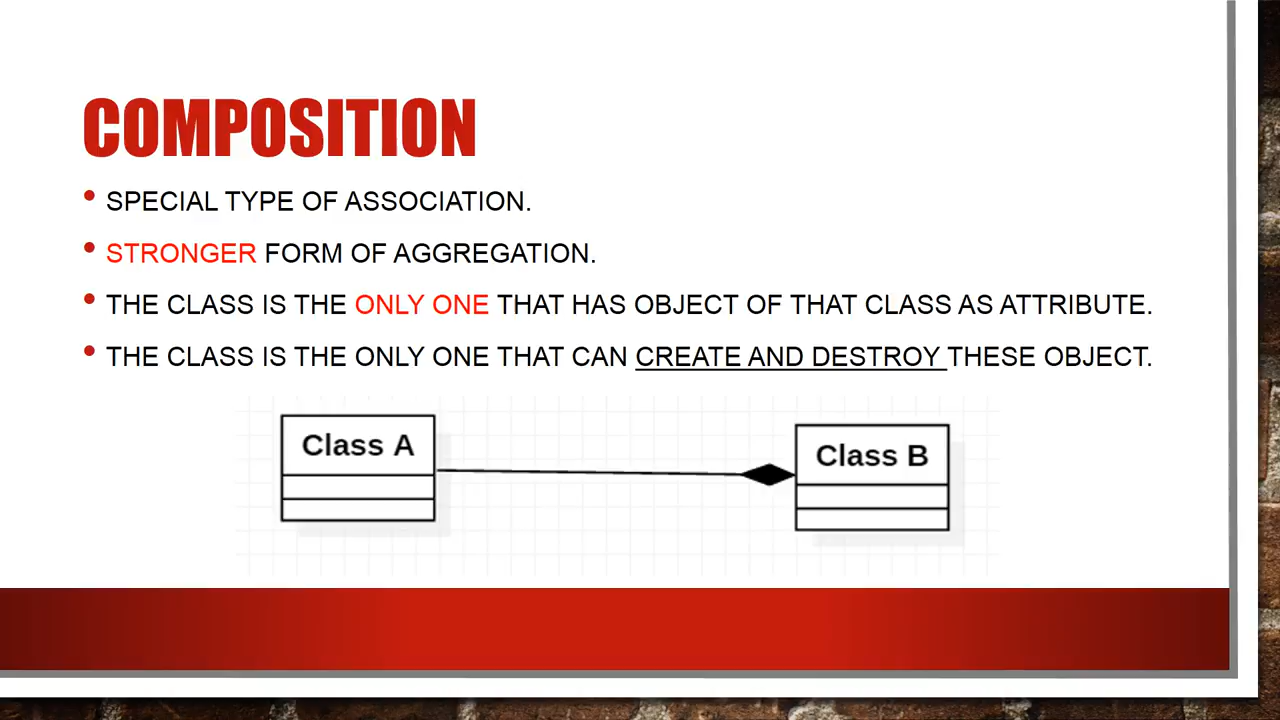 COMPOSITION
• SPECIAL TYPE OF ASSOCIATION.
• STRONGER FORM OF AGGREGATION.
• THE CLASS IS THE ONLY ONE THAT HAS OBJECT OF THAT CLASS AS ATTRIBUTE.
• THE CLASS IS THE ONLY ONE THAT CAN CREATE AND DESTROY THESE OBJECT.
Class A
Class B